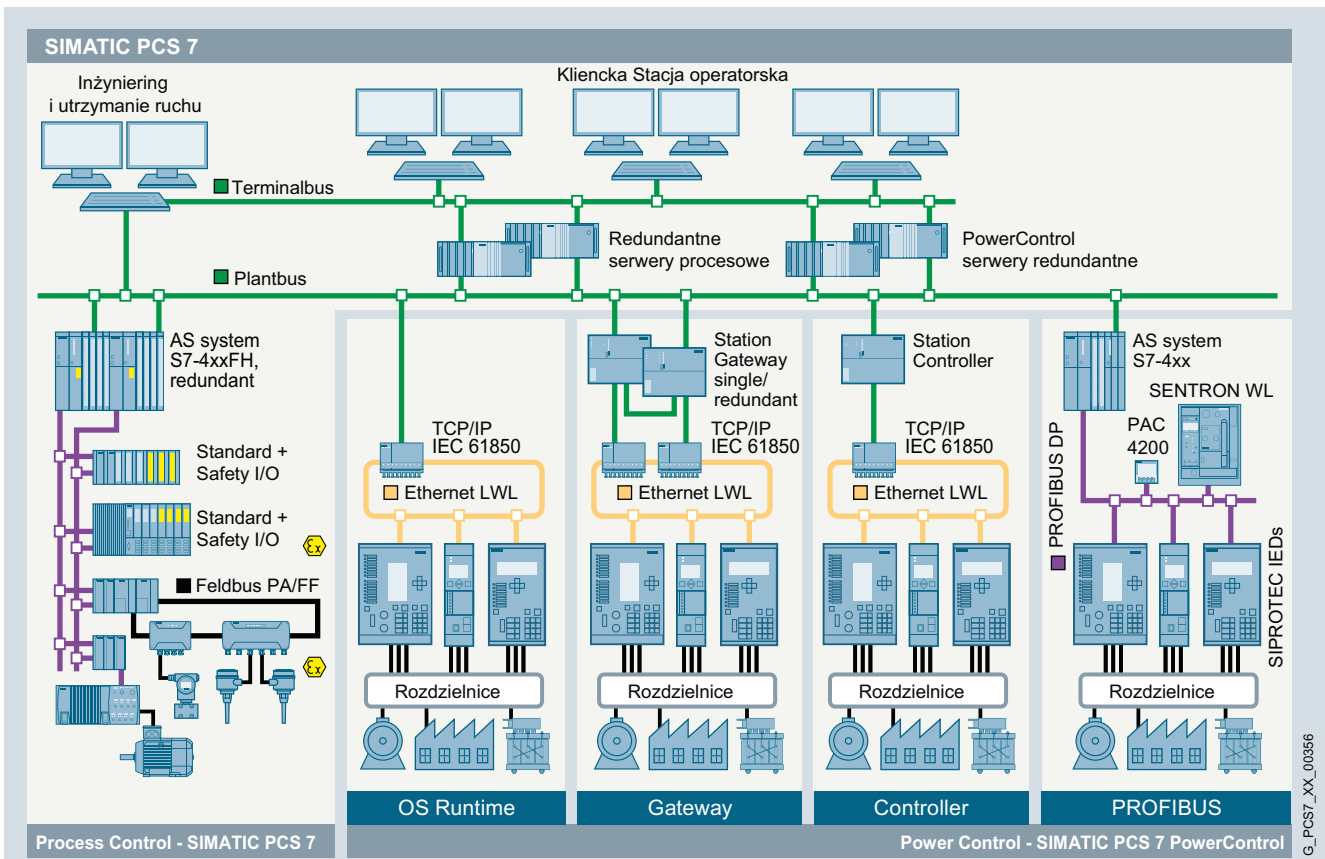 SIMATIC PCS 7
Inżyniering
i utrzymanie ruchu
Kliencka Stacja operatorska
Terminalbus
Redundantne
serwery procesowe
PowerControl
serwery redundantne
Plantbus
AS system
S7-4xxFH,
redundant
Standard +
Safety I/O
Standard +
Safety I/O
Ex
Feldbus PA/FF
Ex
TCP/IP
IEC 61850
Ethernet LWL
Rozdzielnice
OS Runtime
Station
Gateway
single/
redundant
TCP/IP
IEC 61850
Ethernet LWL
Rozdzielnice
Gateway
Station
Controller
TCP/IP
IEC 61850
Ethernet LWL
Rozdzielnice
Controller
AS system
S7-4xx
SENTRON WL
PAC
4200
PROFIBUS DP
SIPROTEC IEDs
Rozdzielnice
PROFIBUS
Process Control - SIMATIC PCS 7
Power Control - SIMATIC PCS 7 PowerControl
G_PCS7_XX_00356